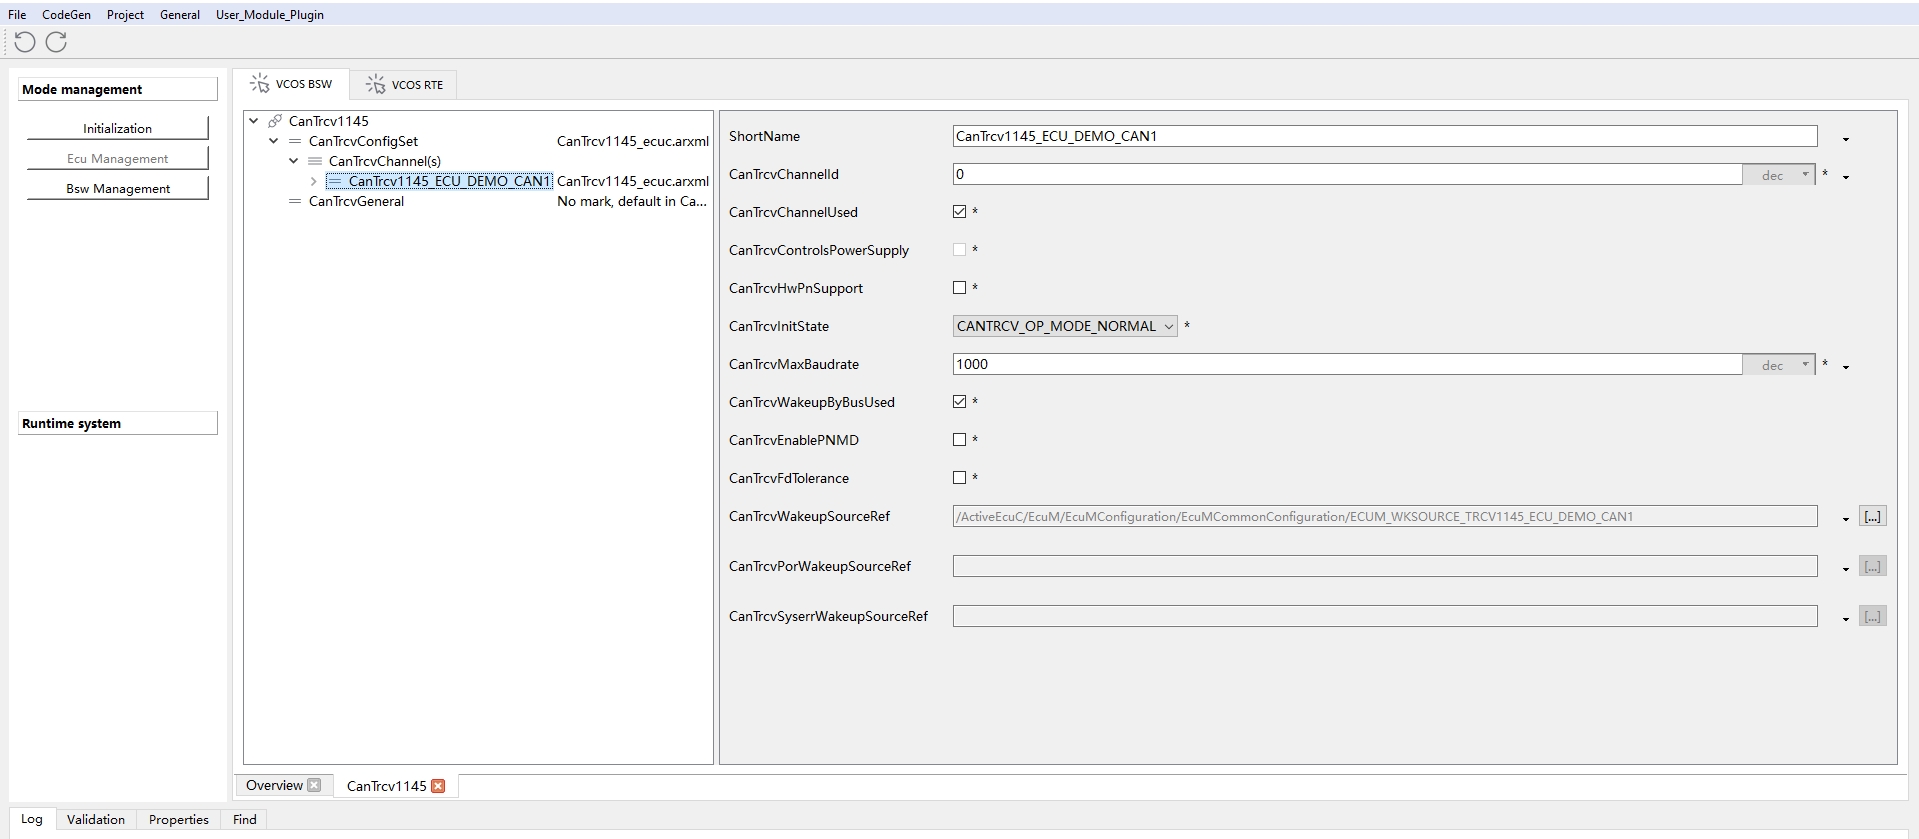 File CodeGen Project General User_Module_Plugin
Mode management
Initialization
Ecu Management
Bsw Management
Runtime system
VCOS BSW VCOS RTE
CanTrcv1145
CanTrcvConfigSet CanTrcv1145_ecuc.arxml
CanTrcvChannel(s)
CanTrcv1145_ECU_DEMO_CAN1 CanTrcv1145_ecuc.arxml
CanTrcvGeneral No mark, default in Ca...
ShortName CanTrcv1145_ECU_DEMO_CAN1
CanTrcvChannelId 0 dec *
CanTrcvChannelUsed *
CanTrcvControlsPowerSupply *
CanTrcvHwPnSupport *
CanTrcvInitState CANTRCV_OP_MODE_NORMAL *
CanTrcvMaxBaudrate 1000 dec *
CanTrcvWakeupByBusUsed *
CanTrcvEnablePNMD *
CanTrcvFdTolerance *
CanTrcvWakeupSourceRef /ActiveEcuC/EcuM/EcuMConfiguration/EcuMCommonConfiguration/ECUM_WKSOURCE_TRCV1145_ECU_DEMO_CAN1 [...]
CanTrcvPorWakeupSourceRef [...]
CanTrcvSyserrWakeupSourceRef [...]
Overview CanTrcv1145
Log Validation Properties Find